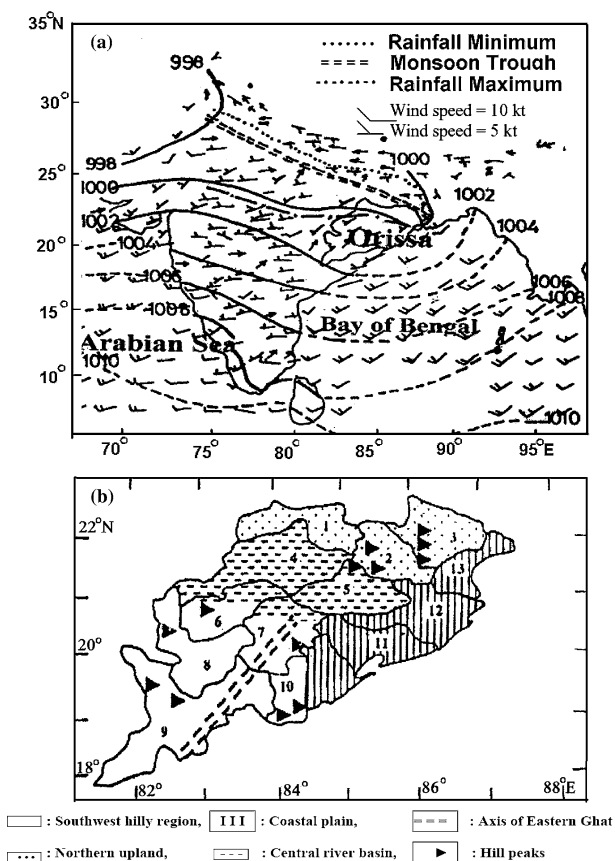 35°N
(a)
Rainfall Minimum
Monsoon Trough
Rainfall Maximum
Wind speed = 10 kt
Wind speed = 5 kt
998
30°
998
1000
25°
1000
1002
1002
1004
20°
1004
Orissa
1006
1006
1008
15°
1008
Bay of Bengal
Arabian Sea
1010
10°
1010
70° 75° 80° 85° 90° 95°E
(b)
22°N
1
2
3
4
13
5
12
6
7
20°
11
8
10
9
18°
82° 84° 86° 88°E
: Southwest hilly region, III : Coastal plain, : Axis of Eastern Ghat
: Northern upland, : Central river basin, : Hill peaks